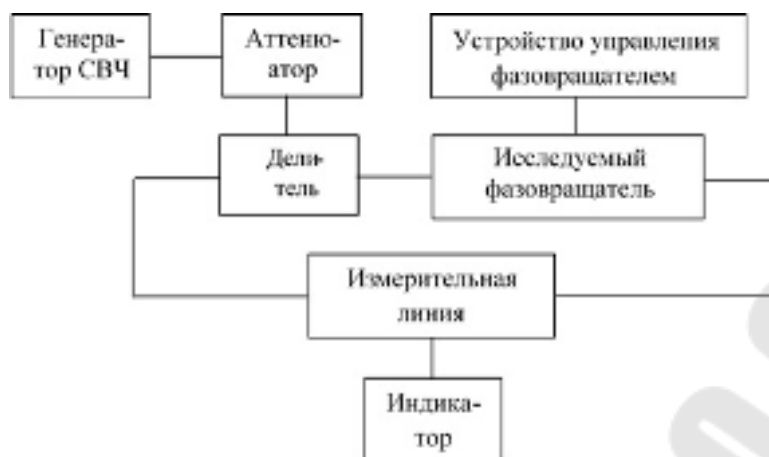 Генера-
тор СВЧ
Аттеню-
атор
Устройство управления
фазовращателем
Дели-
тель
Исследуемый
фазовращатель
Измерительная
линия
Индика-
тор